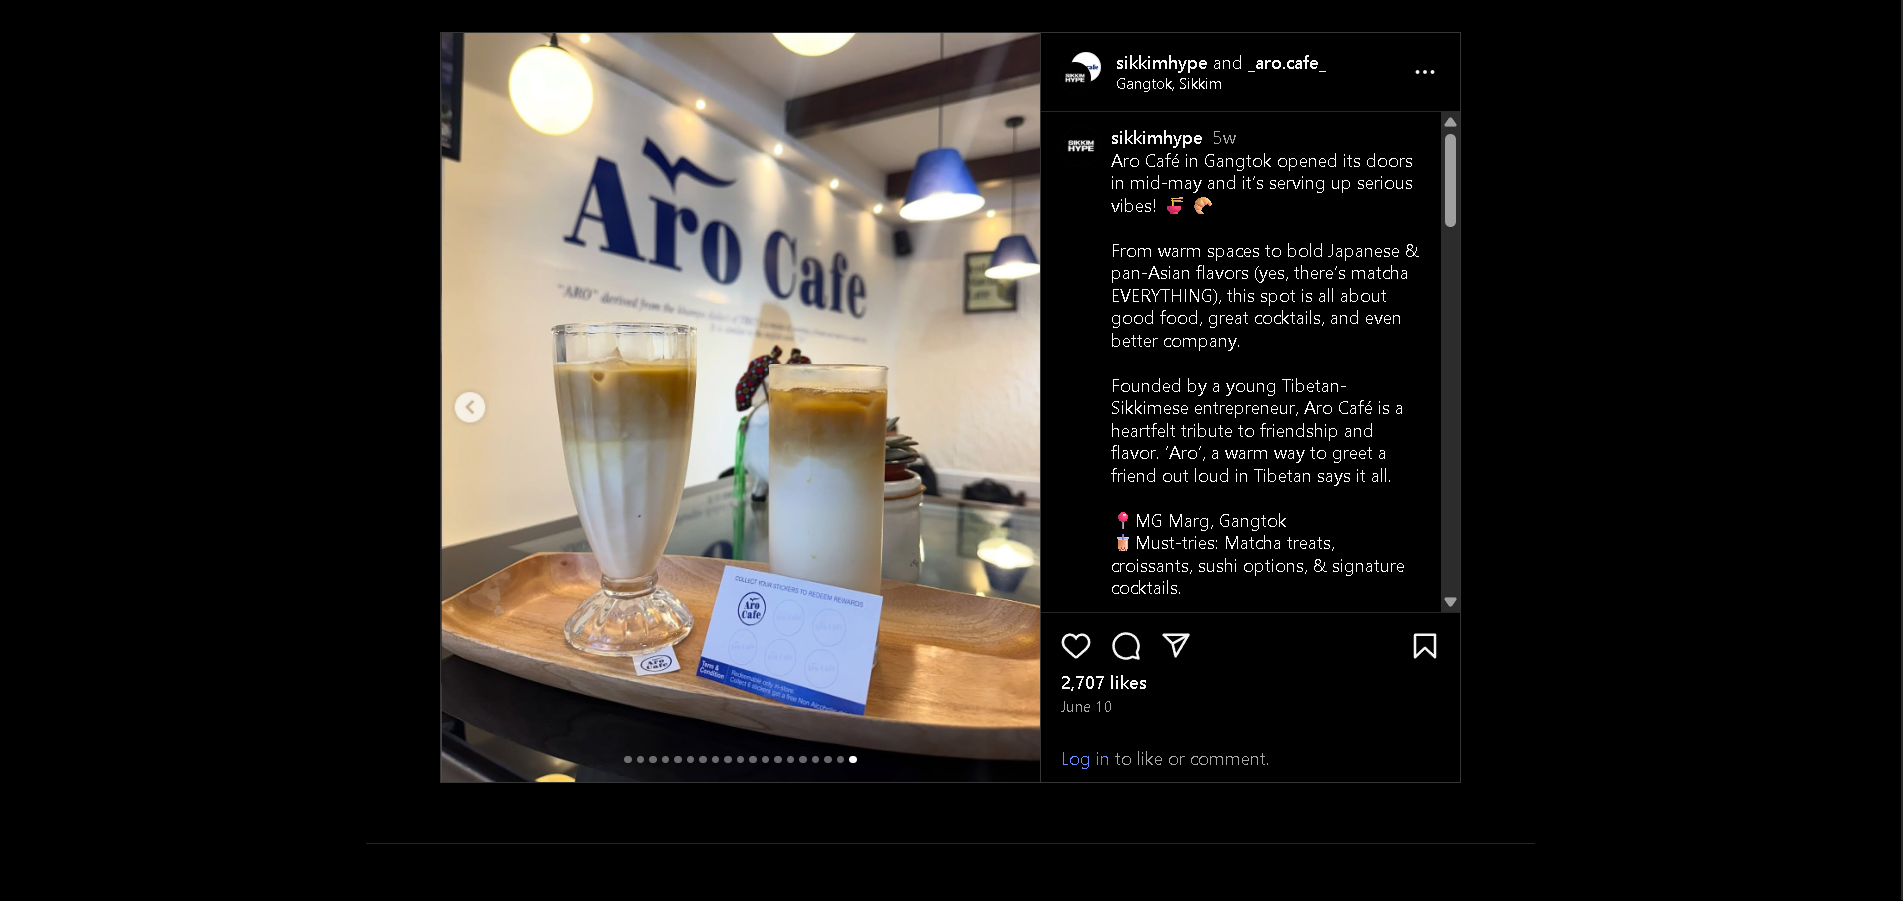 Aro Cafe
"ARO" derived from the
COLLECT YOUR STICKERS TO REDEEM REWARDS
Aro
Cafe
Term &
Condition
Redeemable only in-store.
Collect 6 stickers get a free Non Alcoholic
Aro
Cafe
sikkimhype and _aro.cafe_
Gangtok, Sikkim
SIKKIM
HYPE
sikkimhype 5w
Aro Café in Gangtok opened its doors
in mid-may and it's serving up serious
vibes! 🍜 🥐
From warm spaces to bold Japanese &
pan-Asian flavors (yes, there's matcha
EVERYTHING), this spot is all about
good food, great cocktails, and even
better company.
Founded by a young Tibetan-
Sikkimese entrepreneur, Aro Café is a
heartfelt tribute to friendship and
flavor. 'Aro', a warm way to greet a
friend out loud in Tibetan says it all.
📍MG Marg, Gangtok
🧋Must-tries: Matcha treats,
croissants, sushi options, & signature
cocktails.
2,707 likes
June 10
Log in to like or comment.